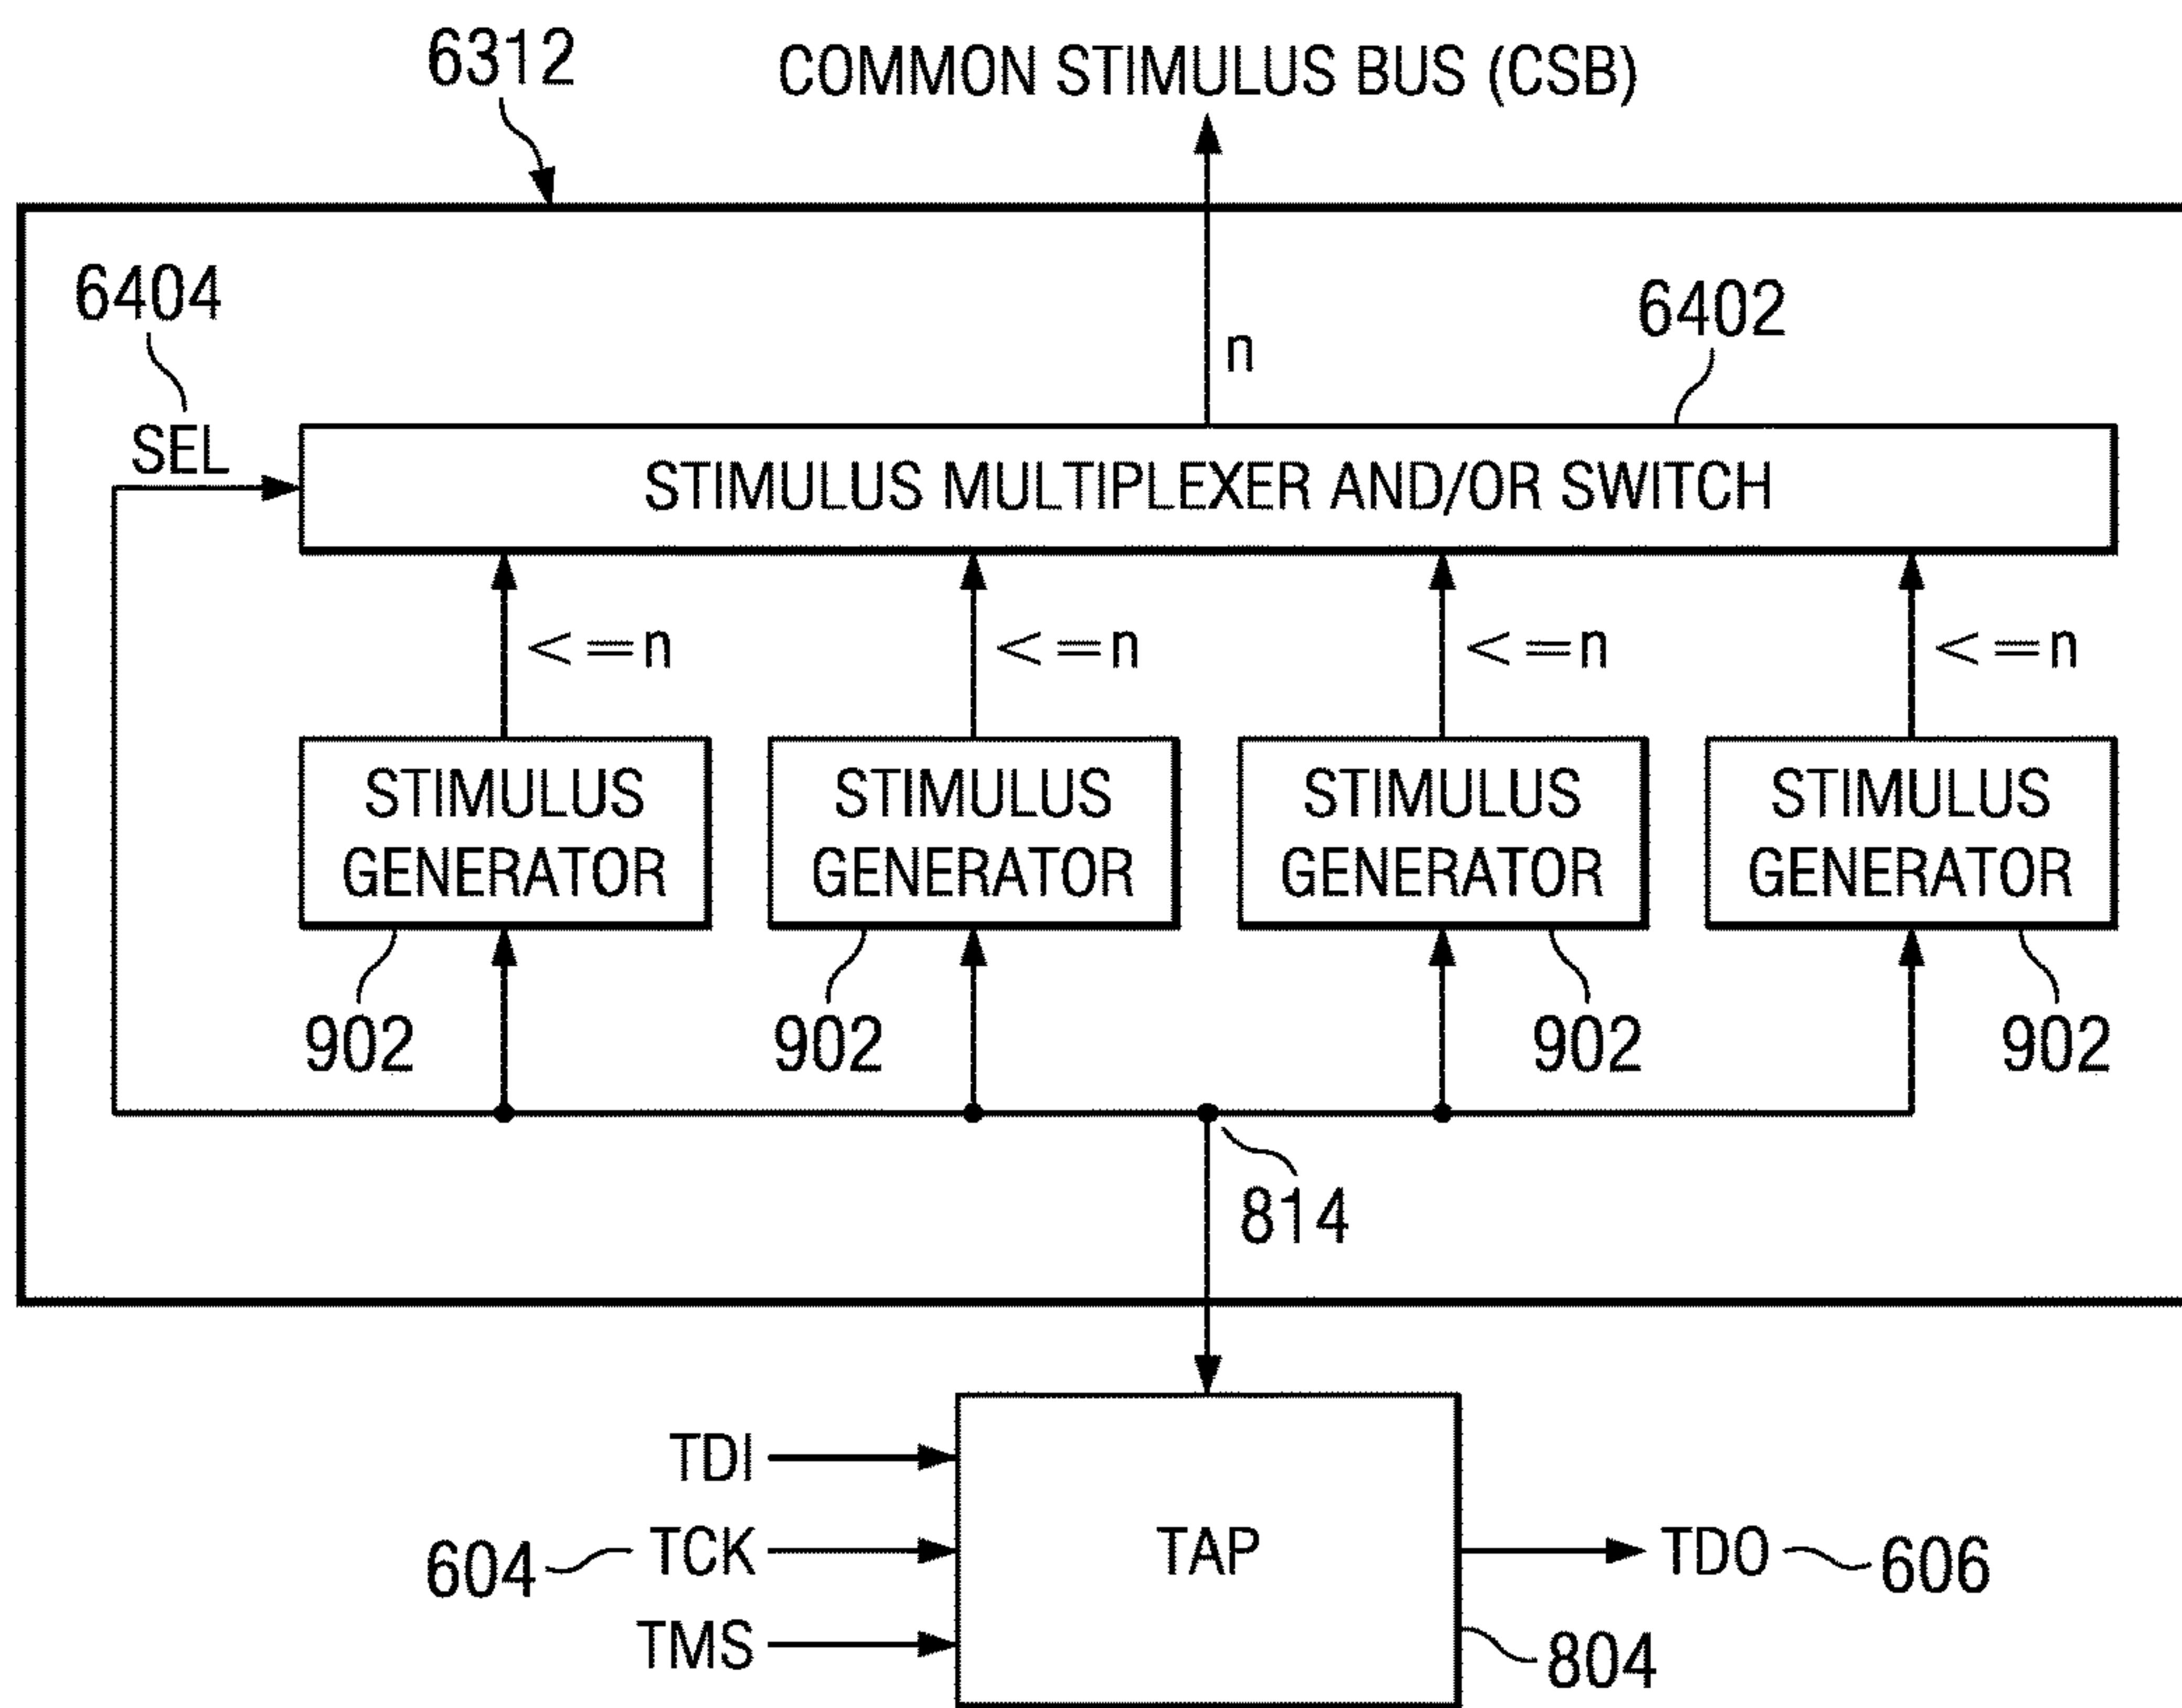 6312
COMMON STIMULUS BUS (CSB)
6404
6402
n
SEL
STIMULUS MULTIPLEXER AND/OR SWITCH
<=n
<=n
<=n
<=n
STIMULUS
GENERATOR
STIMULUS
GENERATOR
STIMULUS
GENERATOR
STIMULUS
GENERATOR
902
902
902
902
814
TDI
604
TCK
TMS
TAP
TDO
606
804